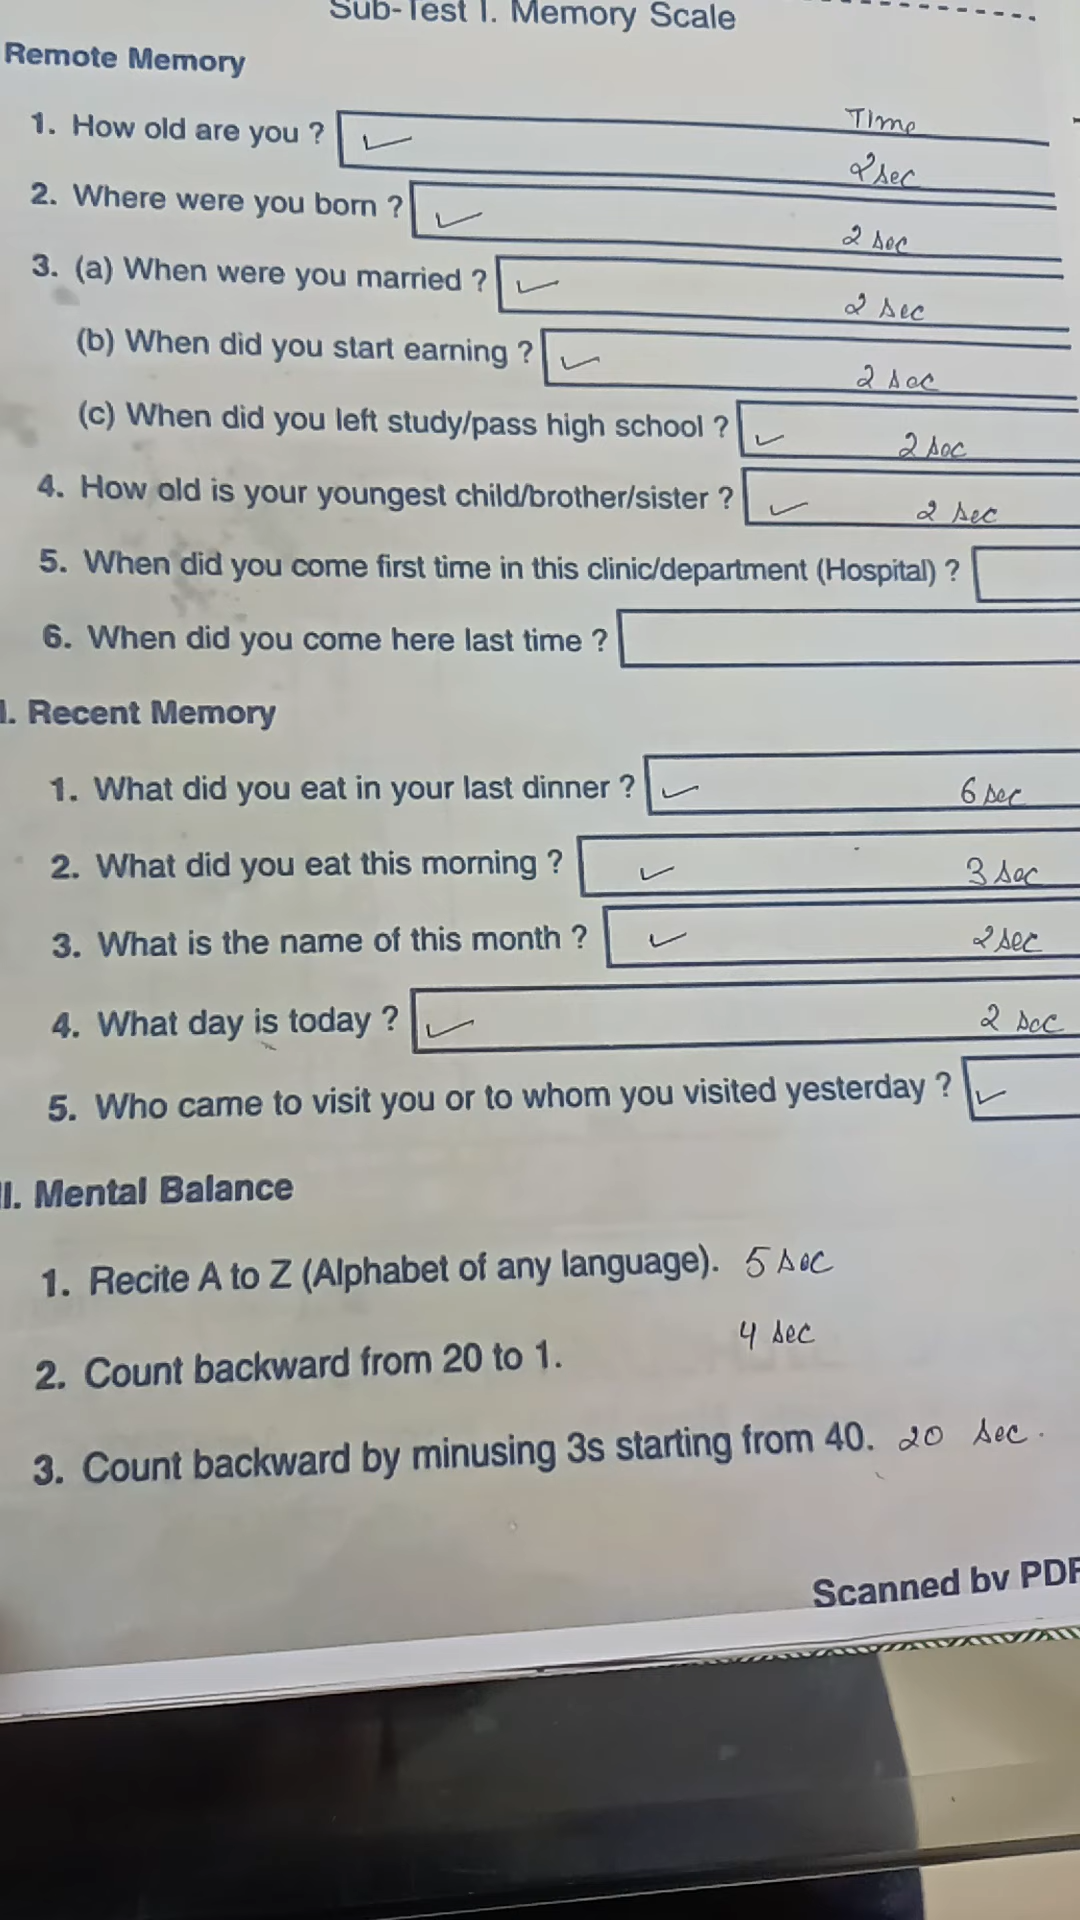 Sub-Test I. Memory Scale
Remote Memory
Time
1. How old are you ? ✓ 2 sec
2. Where were you born ? ✓ 2 sec
3. (a) When were you married ? ✓ 2 sec
(b) When did you start earning ? ✓ 2 sec
(c) When did you left study/pass high school ? ✓ 2 sec
4. How old is your youngest child/brother/sister ? ✓ 2 sec
5. When did you come first time in this clinic/department (Hospital) ?
6. When did you come here last time ?
I. Recent Memory
1. What did you eat in your last dinner ? ✓ 6 sec
2. What did you eat this morning ? ✓ 3 sec
3. What is the name of this month ? ✓ 2 sec
4. What day is today ? ✓ 2 sec
5. Who came to visit you or to whom you visited yesterday ? ✓
II. Mental Balance
1. Recite A to Z (Alphabet of any language). 5 sec
2. Count backward from 20 to 1. 4 sec
3. Count backward by minusing 3s starting from 40. 20 sec.
Scanned by PDF